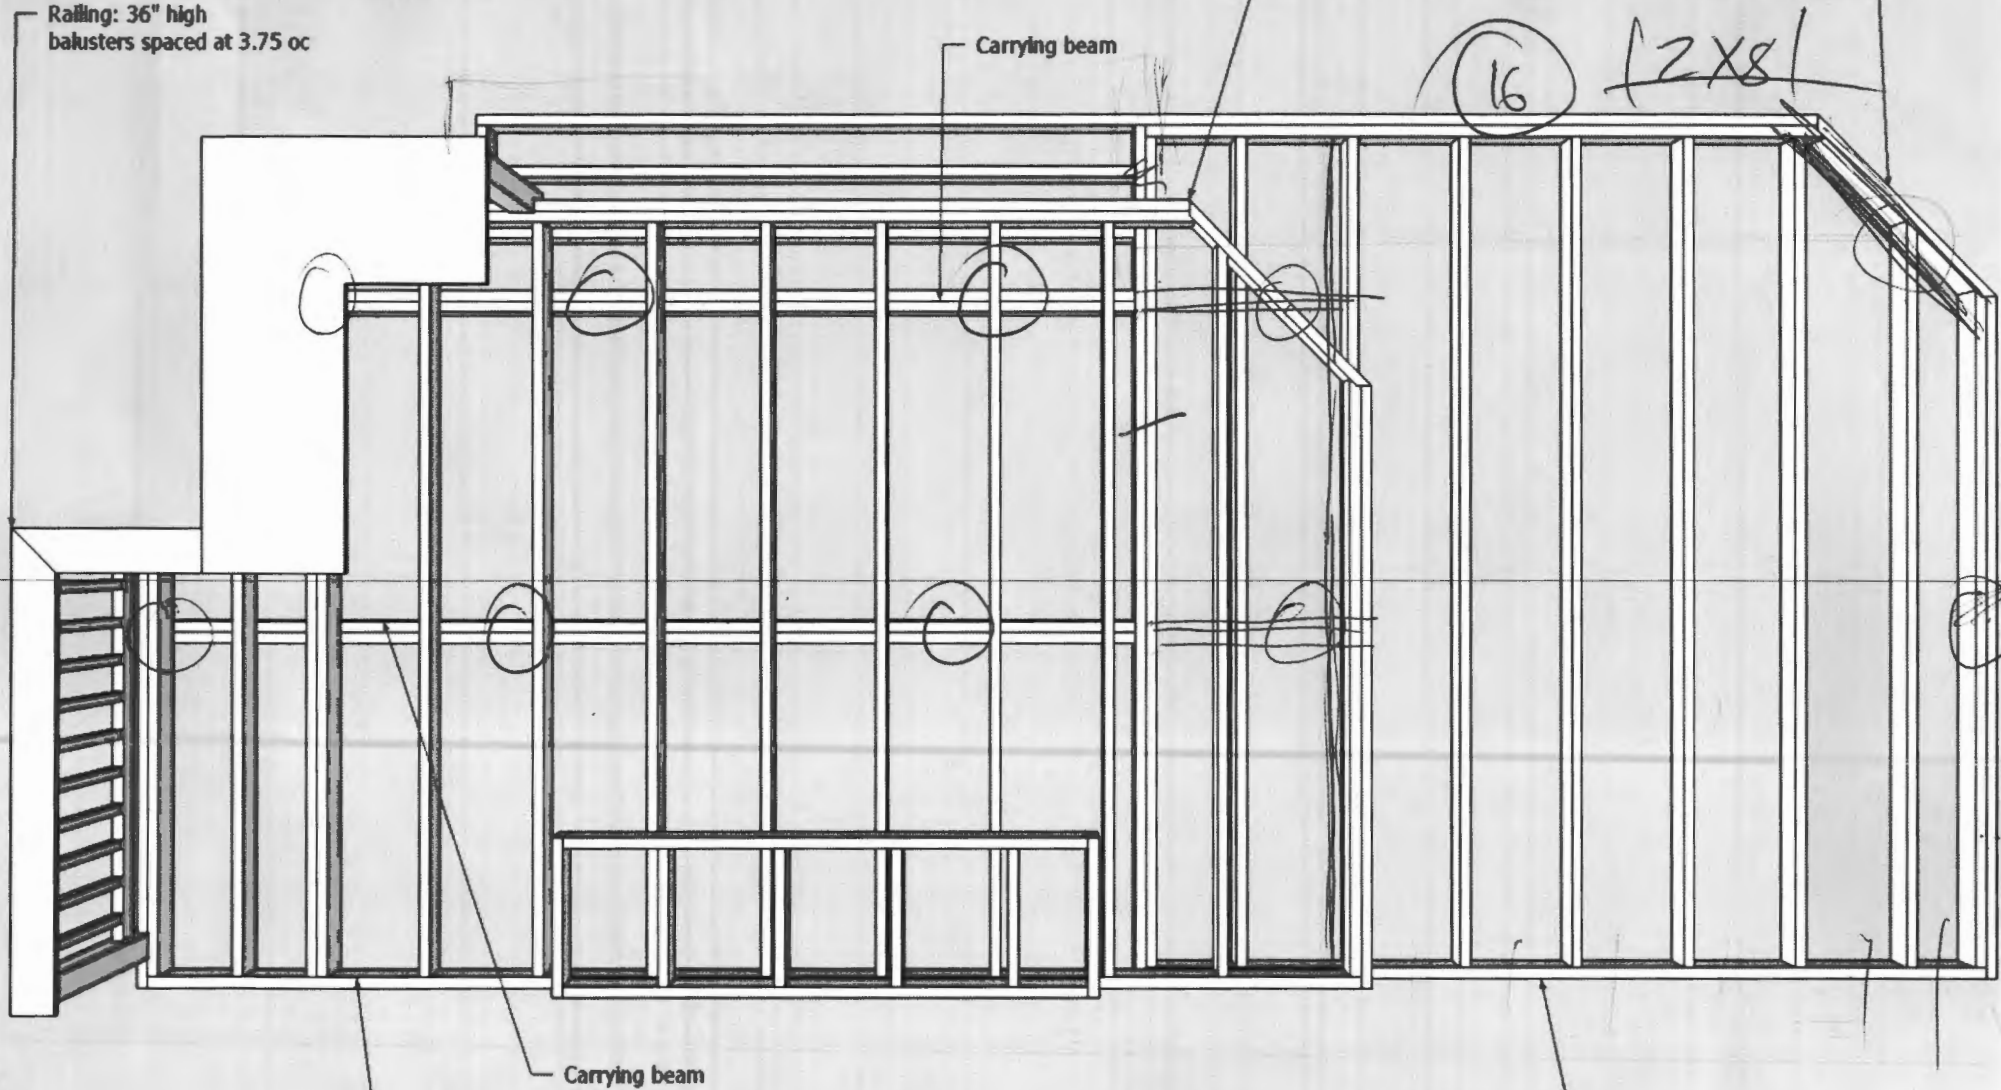 Railing: 36" high
balusters spaced at 3.75 oc
Carrying beam
16
2X8
Carrying beam